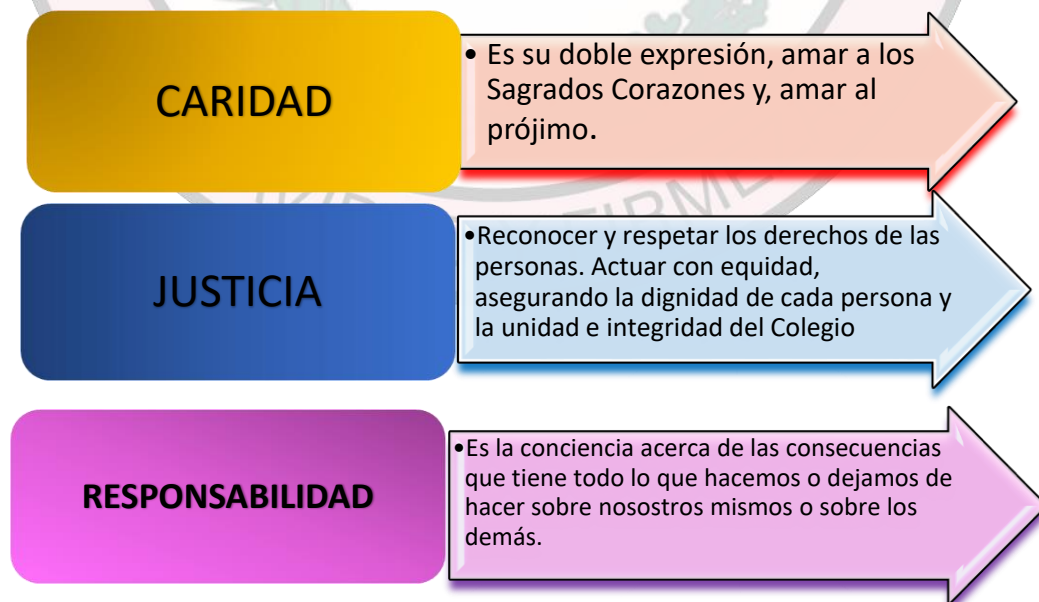 CARIDAD
• Es su doble expresión, amar a los
Sagrados Corazones y, amar al
prójimo.
JUSTICIA
•Reconocer y respetar los derechos de las
personas. Actuar con equidad,
asegurando la dignidad de cada persona y
la unidad e integridad del Colegio
RESPONSABILIDAD
•Es la conciencia acerca de las consecuencias
que tiene todo lo que hacemos o dejamos de
hacer sobre nosostros mismos o sobre los
demás.